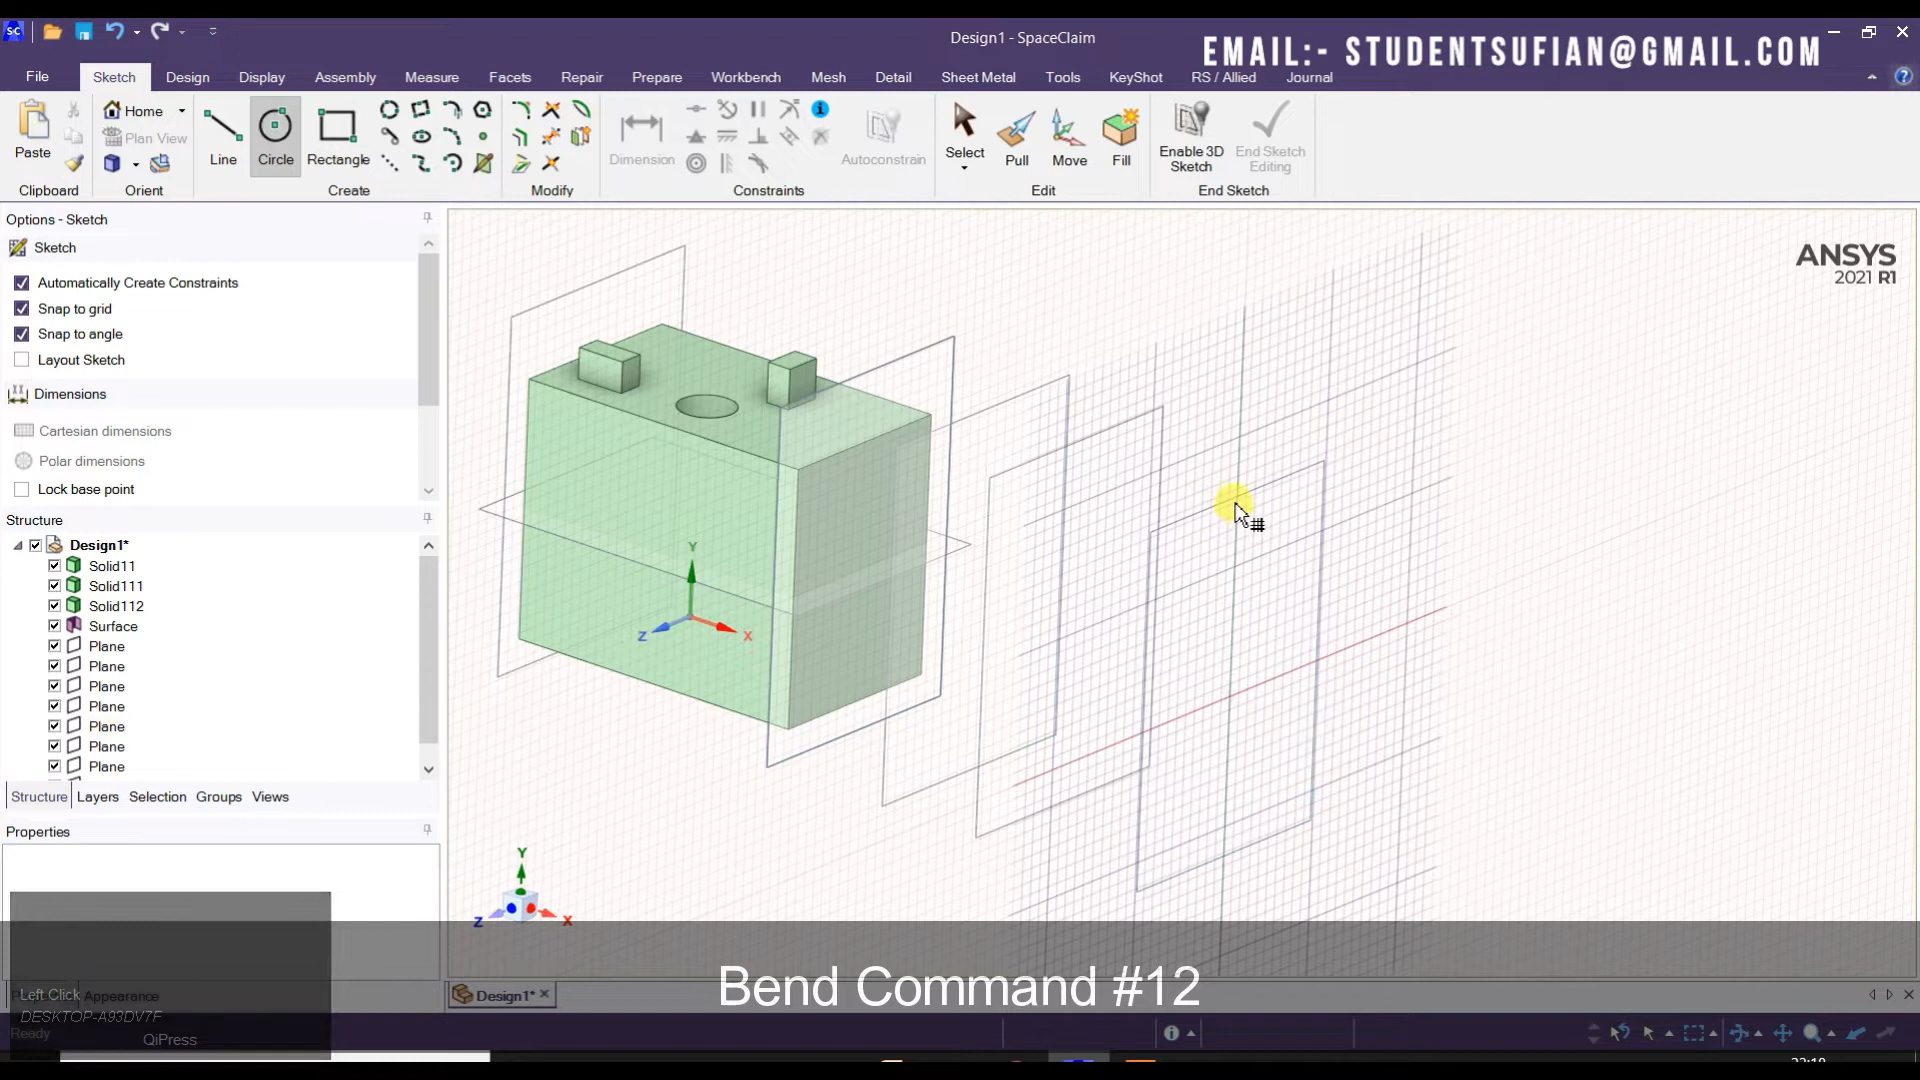 Design1 - SpaceClaim
EMAIL:- STUDENTSUFIAN@GMAIL.COM
File Sketch Design Display Assembly Measure Facets Repair Prepare Workbench Mesh Detail Sheet Metal Tools KeyShot RS / Allied Journal
Paste
Home
Plan View
Line Circle Rectangle
Dimension
Autoconstrain
Select Pull Move Fill
Enable 3D Sketch
End Sketch Editing
Clipboard Orient Create Modify Constraints Edit End Sketch
Options - Sketch
Sketch
Automatically Create Constraints
Snap to grid
Snap to angle
Layout Sketch
Dimensions
Cartesian dimensions
Polar dimensions
Lock base point
Structure
Design1*
Solid11
Solid111
Solid112
Surface
Plane
Plane
Plane
Plane
Plane
Plane
Plane
Structure Layers Selection Groups Views
Properties
ANSYS
2021 R1
Y
Z
X
Y
Z
X
Left Click
Appearance
DESKTOP-A93DV7F
Ready
QiPress
Design1*
Bend Command #12